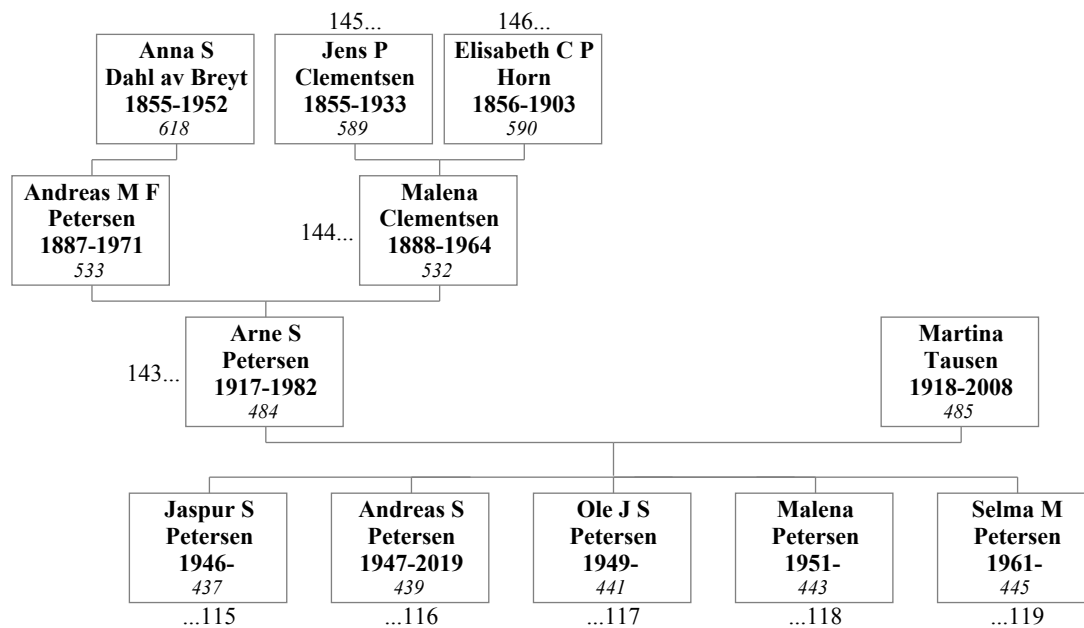 145...
146...
Anna S
Dahl av Breyt
1855-1952
618
Jens P
Clementsen
1855-1933
589
Elisabeth C P
Horn
1856-1903
590
Andreas M F
Petersen
1887-1971
533
144...
Malena
Clementsen
1888-1964
532
143...
Arne S
Petersen
1917-1982
484
Martina
Tausen
1918-2008
485
Jaspur S
Petersen
1946-
437
...115
Andreas S
Petersen
1947-2019
439
...116
Ole J S
Petersen
1949-
441
...117
Malena
Petersen
1951-
443
...118
Selma M
Petersen
1961-
445
...119